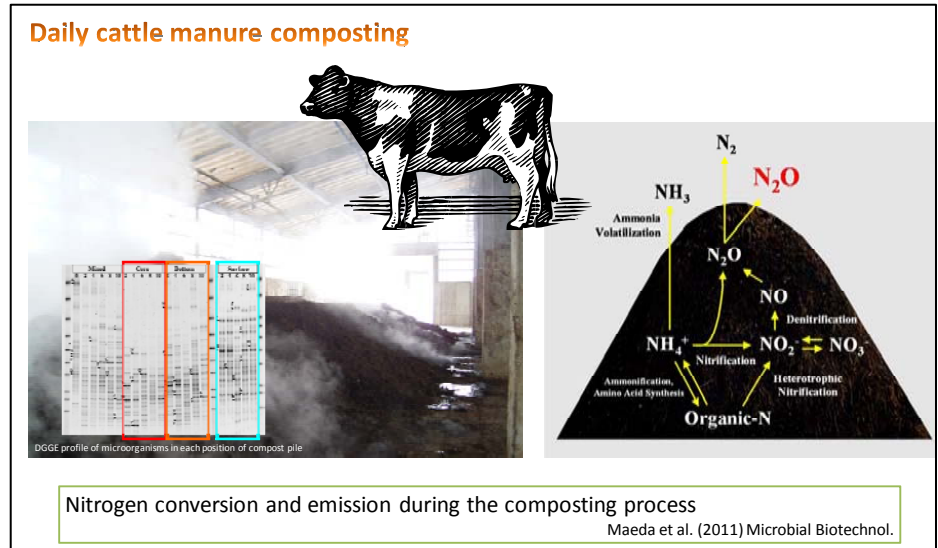 Daily cattle manure composting
Mixed Core Bottom Surface
DGGE profile of microorganisms in each position of compost pile
N₂
N₂O
NH₃
Ammonia
Volatilization
N₂O
NO
Denitrification
NH₄⁺
NO₂⁻
NO₃⁻
Nitrification
Ammonification,
Amino Acid Synthesis
Heterotrophic
Nitrification
Organic-N
Nitrogen conversion and emission during the composting process
Maeda et al. (2011) Microbial Biotechnol.